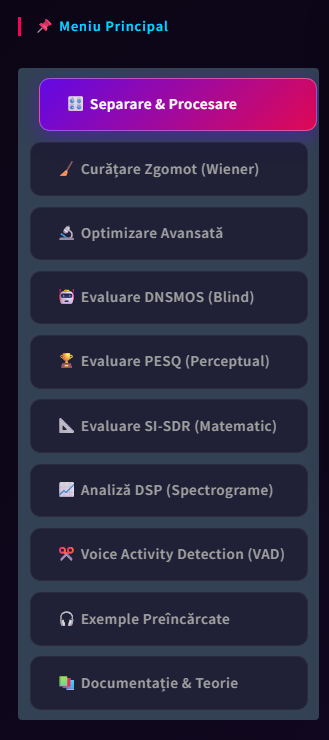 📌 Meniu Principal
🎛️ Separare & Procesare
🧹 Curățare Zgomot (Wiener)
🔬 Optimizare Avansată
🤖 Evaluare DNSMOS (Blind)
🏆 Evaluare PESQ (Perceptual)
📐 Evaluare SI-SDR (Matematic)
📈 Analiză DSP (Spectrograme)
✂️ Voice Activity Detection (VAD)
🎧 Exemple Preîncărcate
📚 Documentație & Teorie